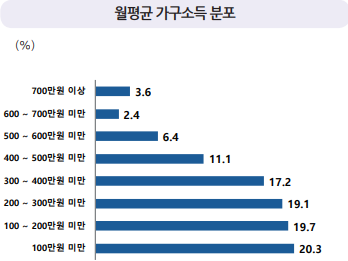 월평균 가구소득 분포
(%)
700만원 이상 3.6
600 ~ 700만원 미만 2.4
500 ~ 600만원 미만 6.4
400 ~ 500만원 미만 11.1
300 ~ 400만원 미만 17.2
200 ~ 300만원 미만 19.1
100 ~ 200만원 미만 19.7
100만원 미만 20.3